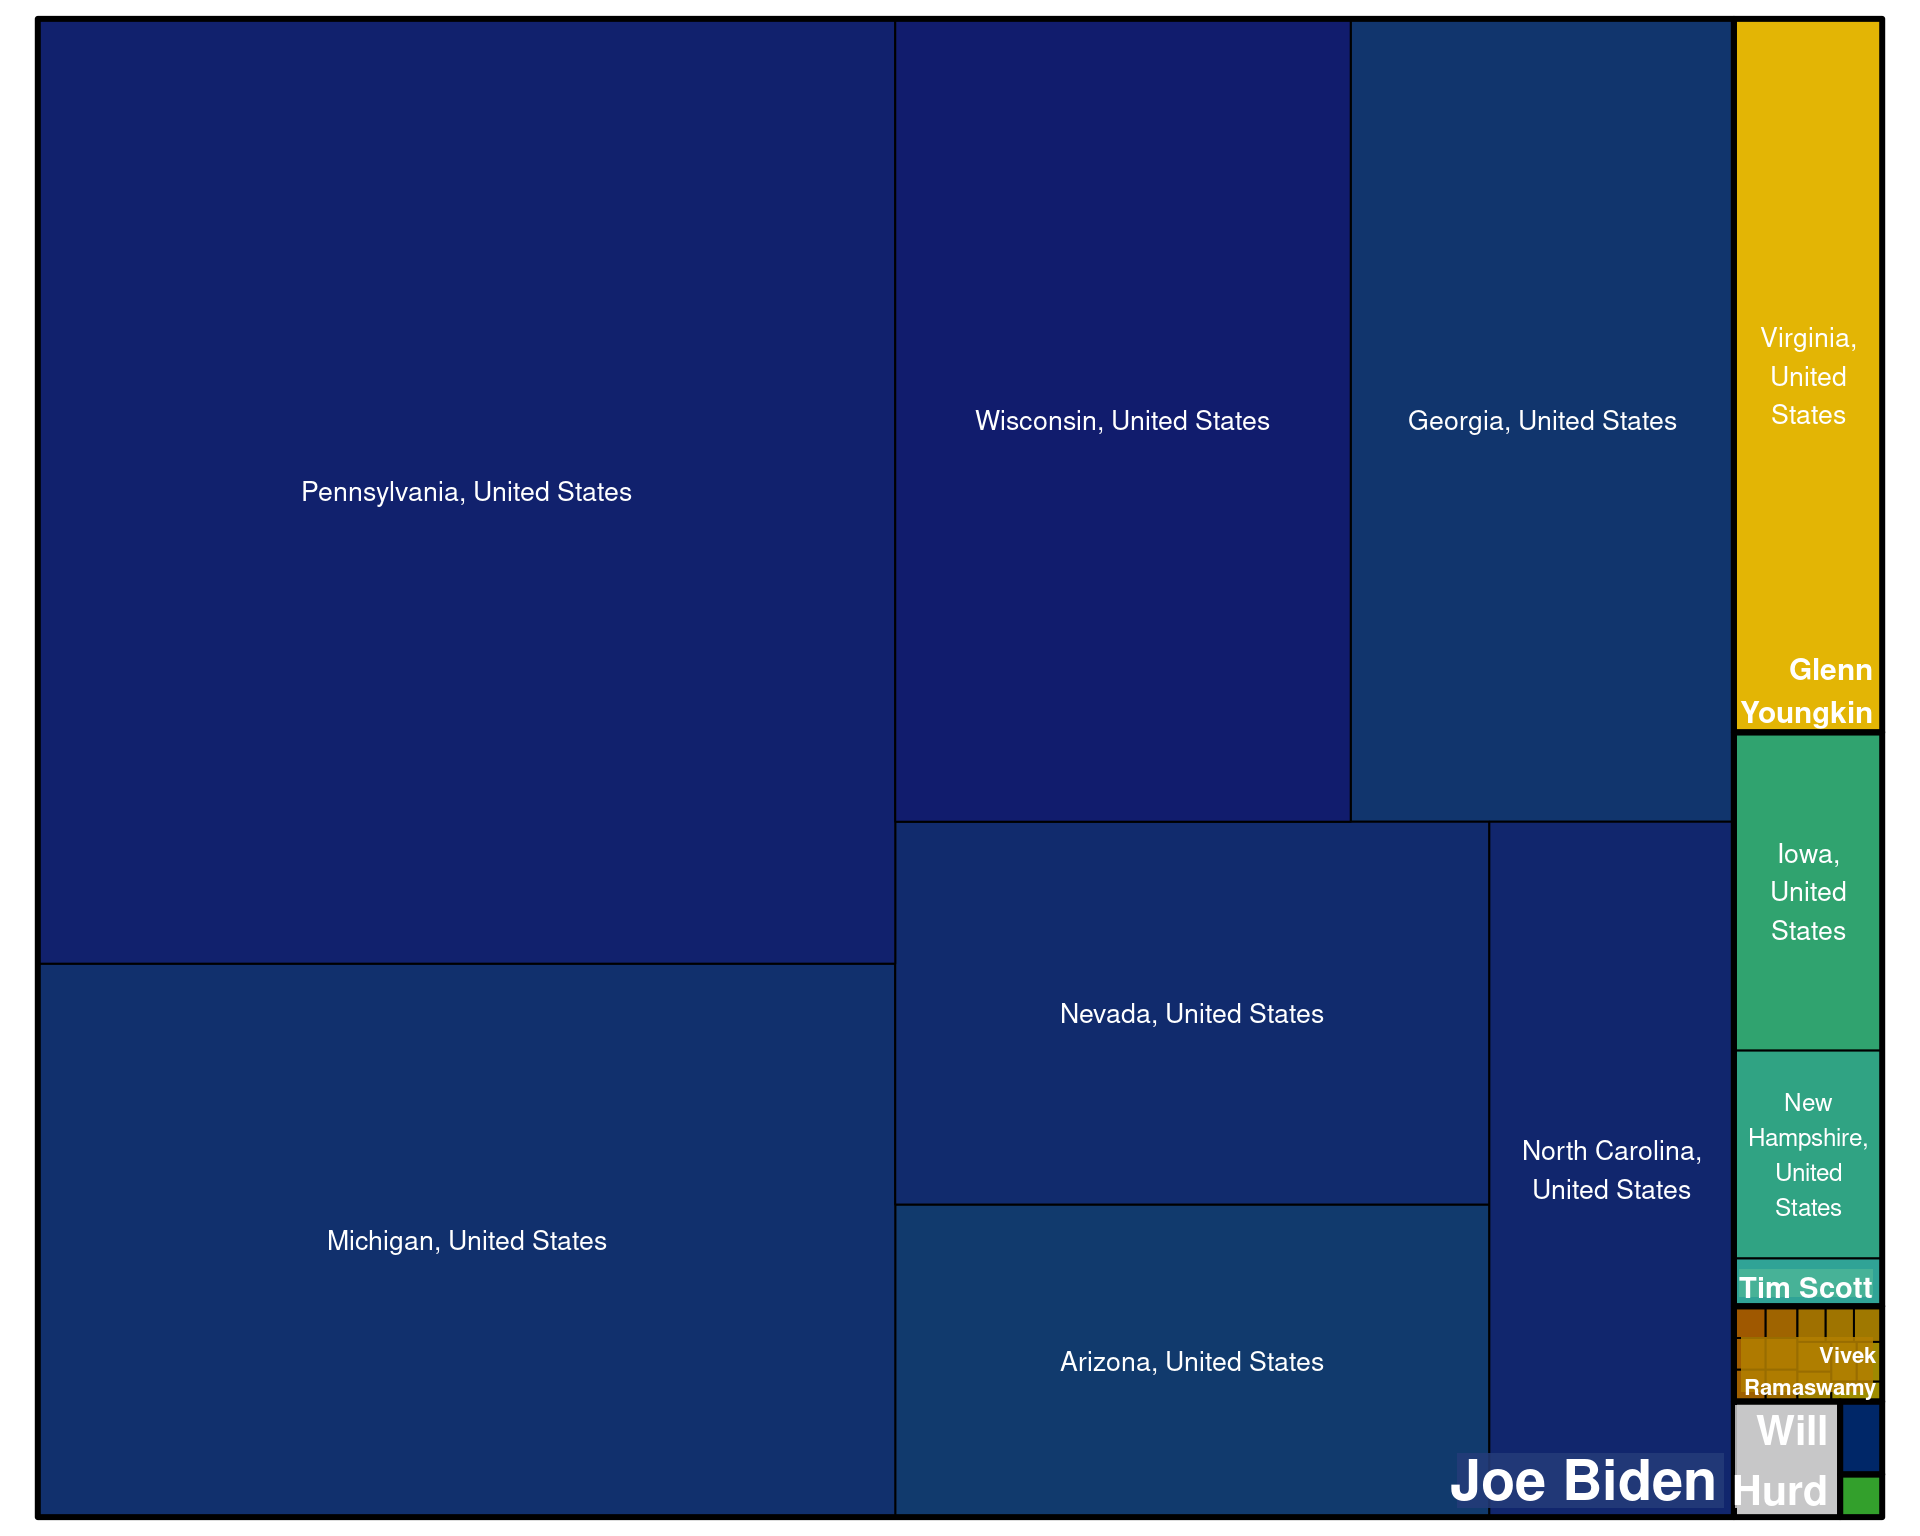 Pennsylvania, United States
Michigan, United States
Wisconsin, United States
Georgia, United States
Nevada, United States
Arizona, United States
North Carolina,
United States
Joe Biden
Virginia,
United
States
Glenn
Youngkin
Iowa,
United
States
New
Hampshire,
United
States
Tim Scott
Vivek
Ramaswamy
Will
Hurd